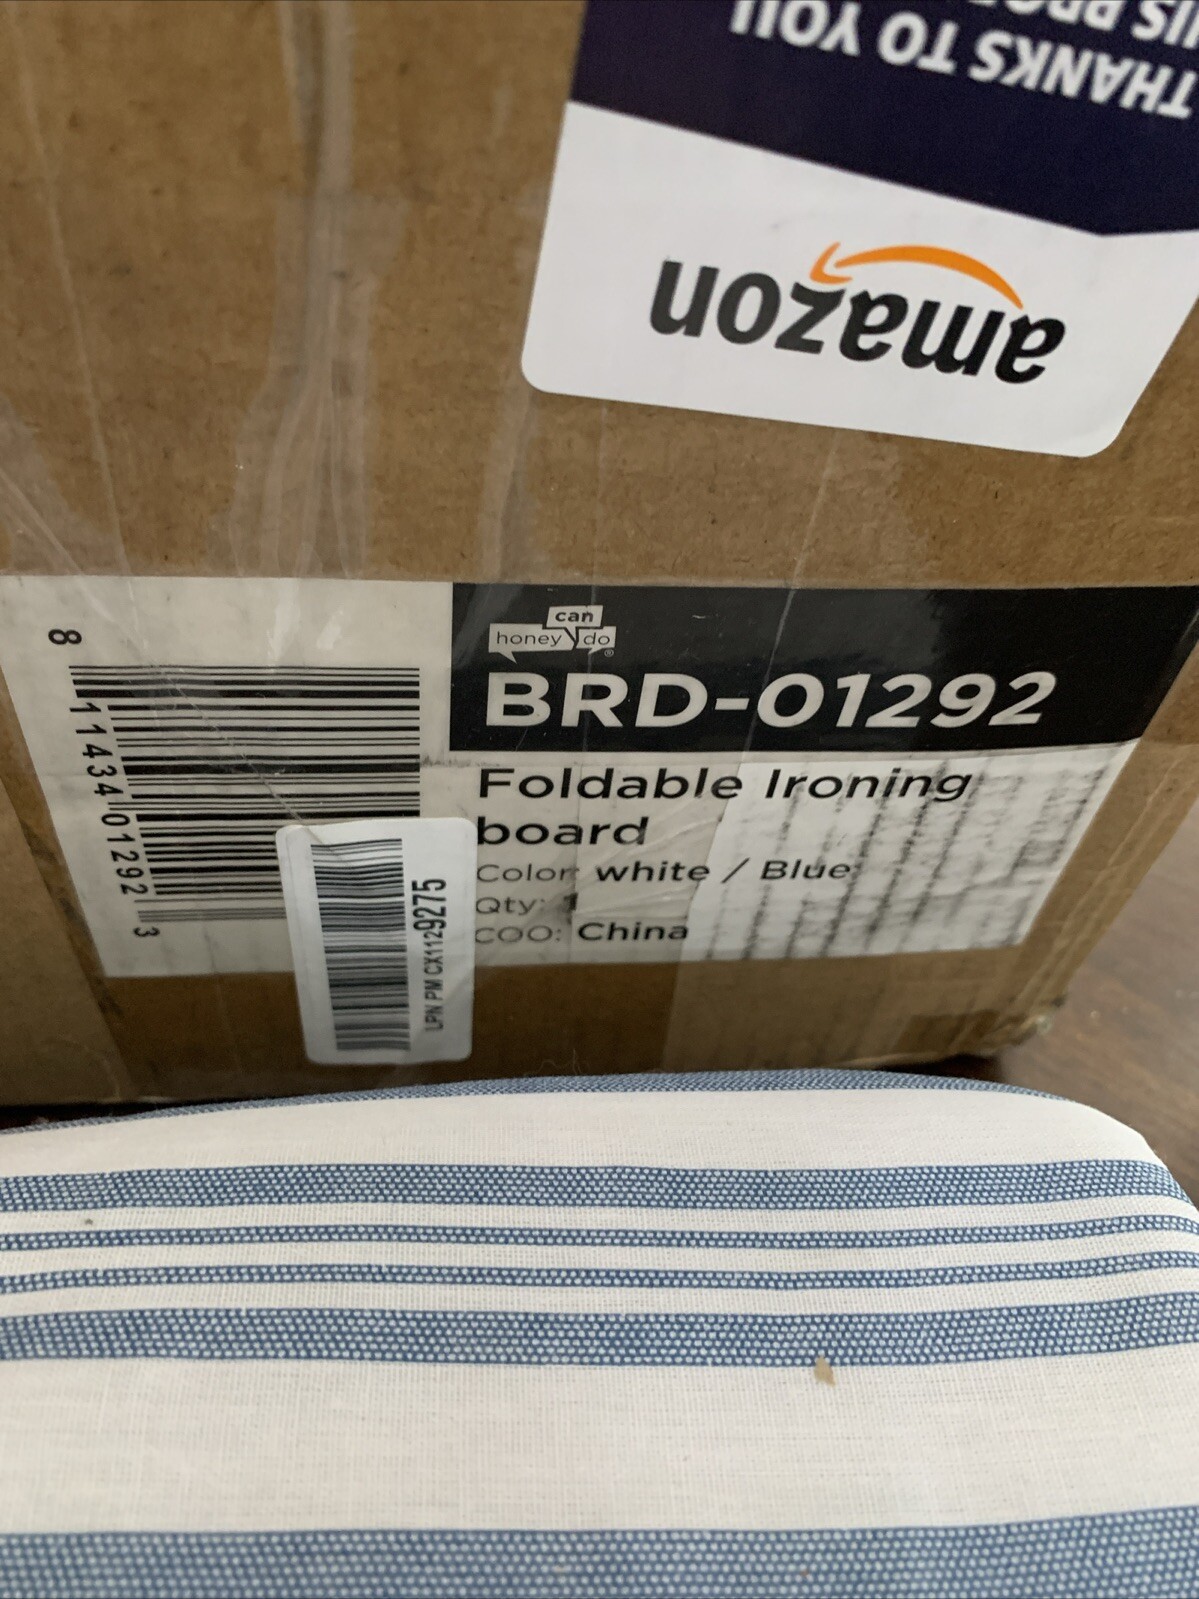 THANKS TO YOU
amazon
honey can do
BRD-01292
Foldable Ironing
board
Color: white / Blue
Qty: 1
COO: China
8 11434 01292 3
LPN PM CX1129275